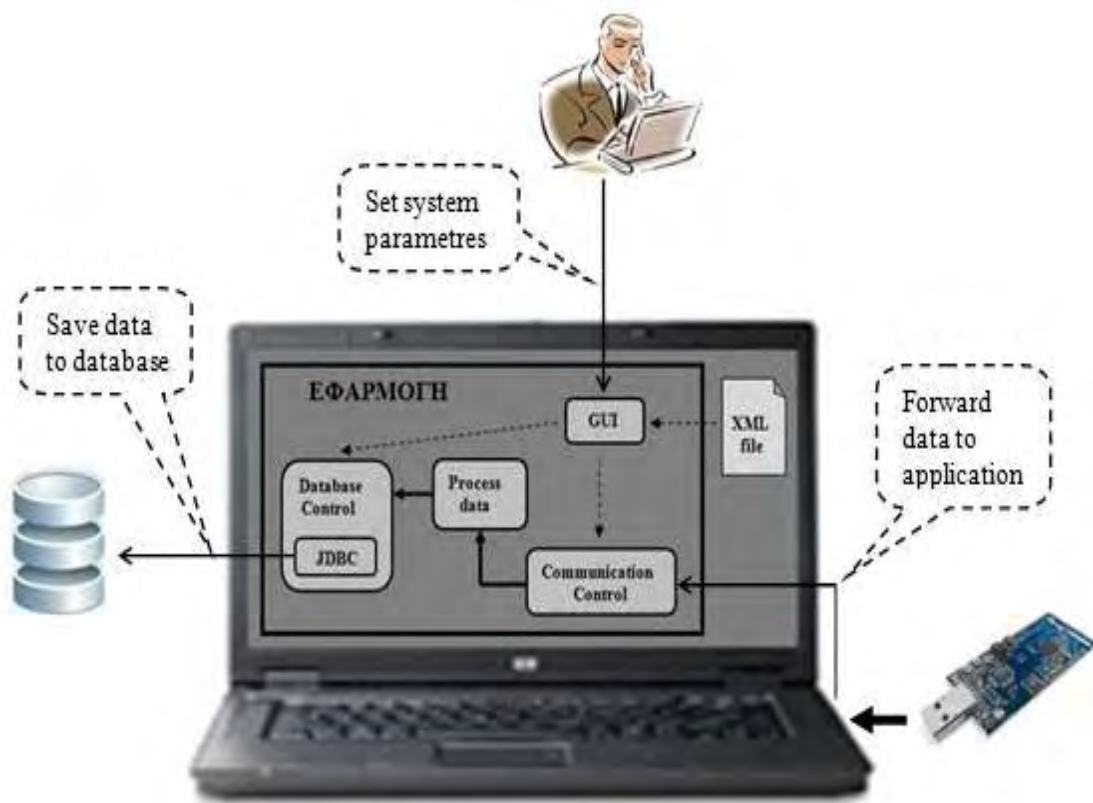 Set system
parametres
Save data
to database
Forward
data to
application
ΕΦΑΡΜΟΓΗ
GUI
XML
file
Database
Control
JDBC
Process
data
Communication
Control
hp